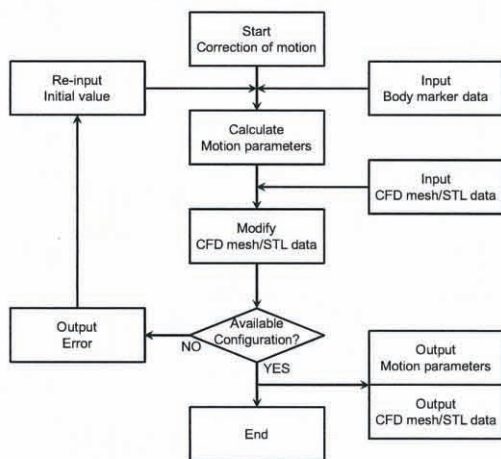 Start
Correction of motion
Re-input
Initial value
Input
Body marker data
Calculate
Motion parameters
Input
CFD mesh/STL data
Modify
CFD mesh/STL data
Available
Configuration?
Output
Error
NO
YES
Output
Motion parameters
Output
CFD mesh/STL data
End